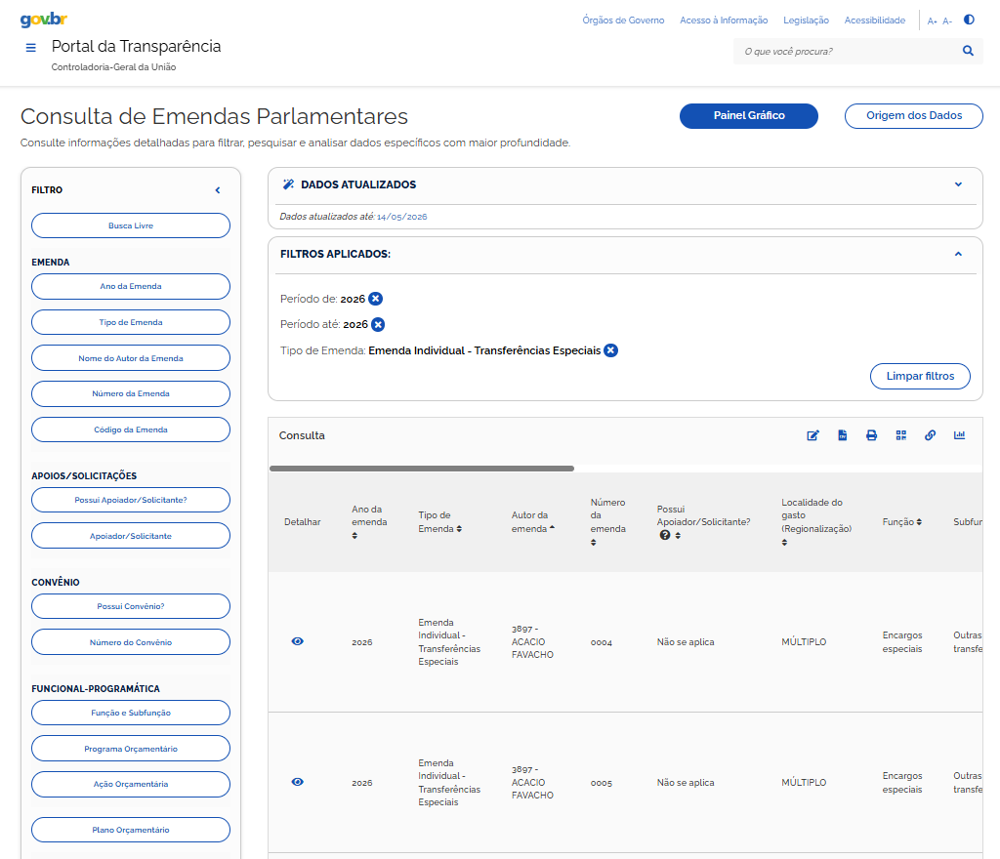 gov.br
Órgãos de Governo Acesso à Informação Legislação Acessibilidade A+ A-
Portal da Transparência
Controladoria-Geral da União
O que você procura?
Consulta de Emendas Parlamentares
Painel Gráfico
Origem dos Dados
Consulte informações detalhadas para filtrar, pesquisar e analisar dados específicos com maior profundidade.
FILTRO
Busca Livre
EMENDA
Ano da Emenda
Tipo de Emenda
Nome do Autor da Emenda
Número da Emenda
Código da Emenda
APOIOS/SOLICITAÇÕES
Possui Apoiador/Solicitante?
Apoiador/Solicitante
CONVÊNIO
Possui Convênio?
Número do Convênio
FUNCIONAL-PROGRAMÁTICA
Função e Subfunção
Programa Orçamentário
Ação Orçamentária
Plano Orçamentário
DADOS ATUALIZADOS
Dados atualizados até: 14/05/2026
FILTROS APLICADOS:
Período de: 2026
Período até: 2026
Tipo de Emenda: Emenda Individual - Transferências Especiais
Limpar filtros
Consulta
Detalhar
Ano da
emenda
Tipo de
Emenda
Autor da
emenda
Número
da
emenda
Possui
Apoiador/Solicitante?
Localidade do
gasto
(Regionalização)
Função
Subfun
2026
Emenda
Individual -
Transferências
Especiais
3897 -
ACACIO
FAVACHO
0004
Não se aplica
MÚLTIPLO
Encargos
especiais
Outras
transfe
2026
Emenda
Individual -
Transferências
Especiais
3897 -
ACACIO
FAVACHO
0005
Não se aplica
MÚLTIPLO
Encargos
especiais
Outras
transfe